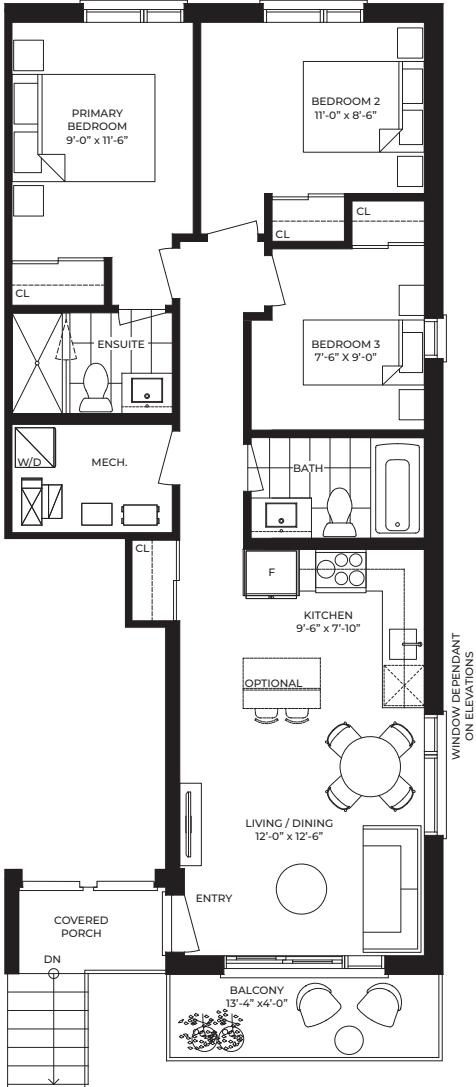 PRIMARY
BEDROOM
9'-0" x 11'-6"
BEDROOM 2
11'-0" x 8'-6"
CL
CL
CL
ENSUITE
BEDROOM 3
7'-6" X 9'-0"
W/D
MECH.
BATH
CL
F
KITCHEN
9'-6" x 7'-10"
OPTIONAL
WINDOW DEPENDANT
ON ELEVATIONS
LIVING / DINING
12'-0" x 12'-6"
ENTRY
COVERED
PORCH
DN
BALCONY
13'-4" x4'-0"